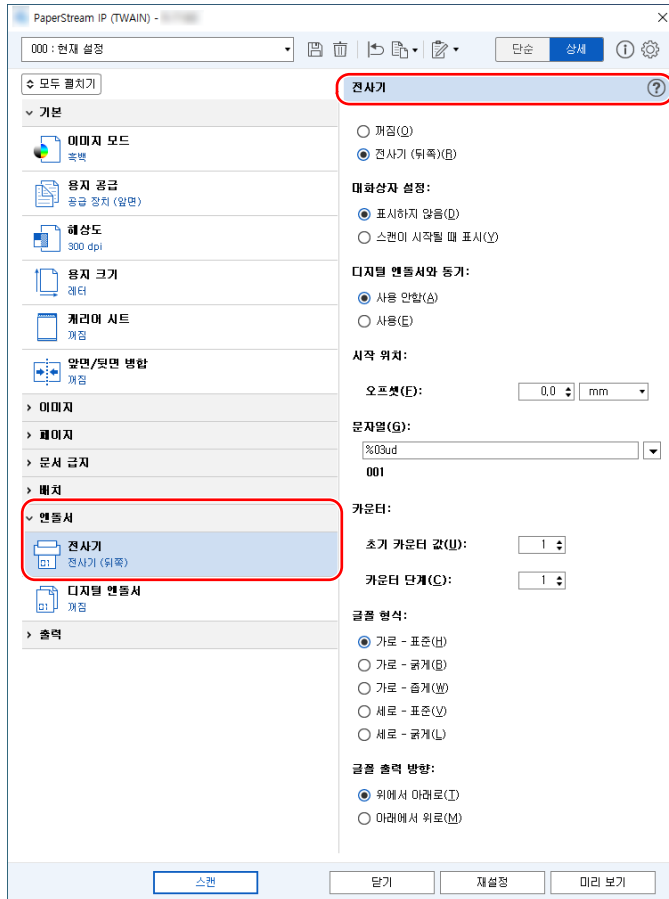 PaperStream IP (TWAIN) -
000 : 현재 설정
단순
상세
모두 펼치기
기본
이미지 모드
흑백
용지 공급
공급 장치 (앞면)
해상도
300 dpi
용지 크기
레터
캐리어 시트
꺼짐
앞면/뒷면 병합
꺼짐
이미지
페이지
문서 급지
배치
엔돌서
전사기
01
전사기 (뒤쪽)
디지털 엔돌서
01
꺼짐
출력
전사기
?
꺼짐(O)
전사기 (뒤쪽)(R)
대화상자 설정:
표시하지 않음(D)
스캔이 시작될 때 표시(Y)
디지털 엔돌서와 동기:
사용 안함(A)
사용(E)
시작 위치:
오프셋(F):
0.0
mm
문자열(G):
%03ud
001
카운터:
초기 카운터 값(U):
1
카운터 단계(C):
1
글꼴 형식:
가로 - 표준(H)
가로 - 굵게(B)
가로 - 좁게(W)
세로 - 표준(V)
세로 - 굵게(L)
글꼴 출력 방향:
위에서 아래로(T)
아래에서 위로(M)
스캔
닫기
재설정
미리 보기